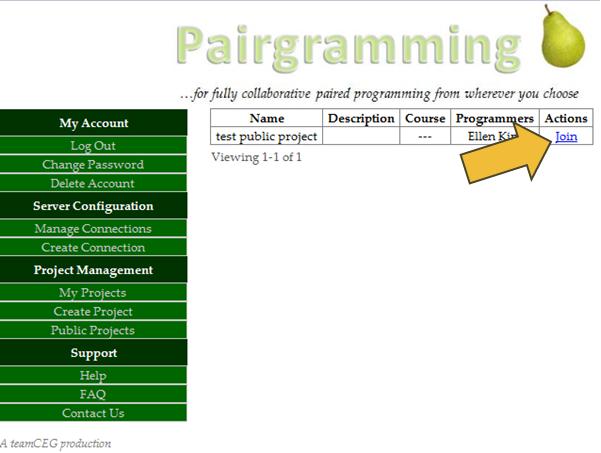 Pairgramming
...for fully collaborative paired programming from wherever you choose
My Account
Log Out
Change Password
Delete Account
Server Configuration
Manage Connections
Create Connection
Project Management
My Projects
Create Project
Public Projects
Support
Help
FAQ
Contact Us
Name Description Course Programmers Actions
test public project --- Ellen Join
Viewing 1-1 of 1
A teamCEG production